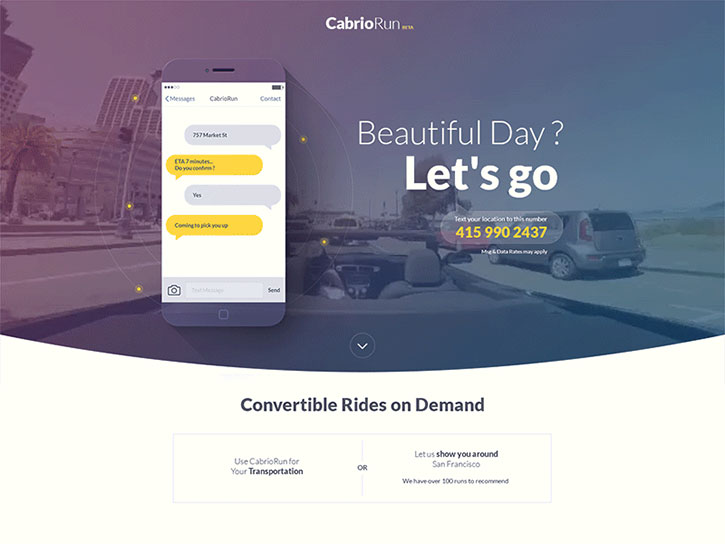 CabrioRun BETA
Messages CabrioRun Contact
757 Market St
ETA 7 minutes...
Do you confirm ?
Yes
Coming to pick you up
Text Message Send
Beautiful Day ?
Let's go
Text your location to this number
415 990 2437
Msg & Data Rates may apply
Convertible Rides on Demand
Use CabrioRun for
Your Transportation
OR
Let us show you around
San Francisco
We have over 100 runs to recommend